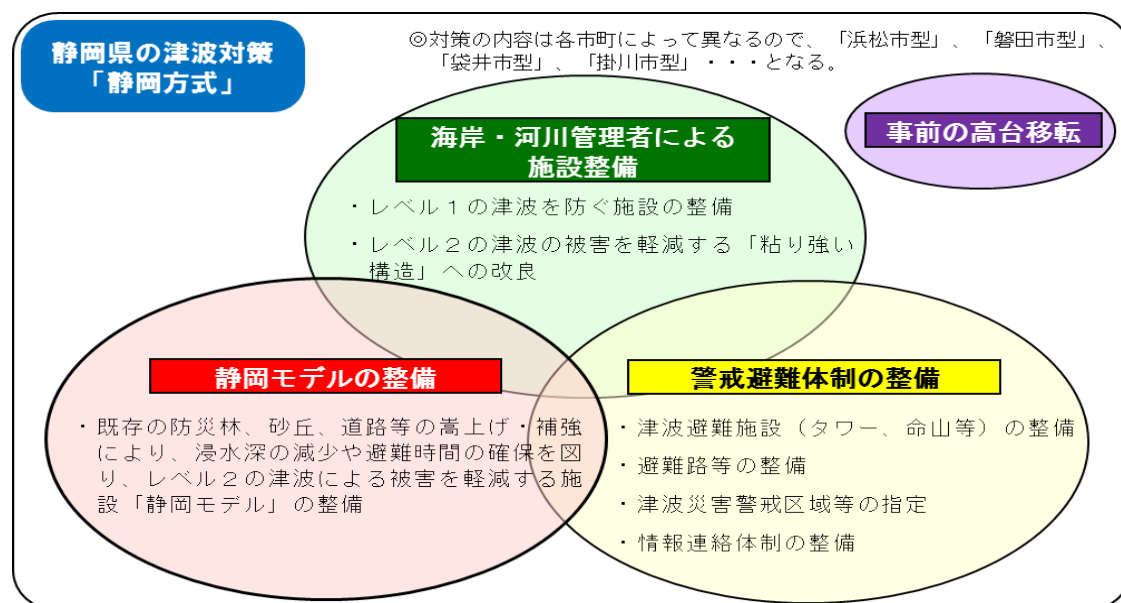 静岡県の津波対策
「静岡方式」
◎対策の内容は各市町によって異なるので、「浜松市型」、「磐田市型」、
「袋井市型」、「掛川市型」・・・となる。
事前の高台移転
海岸・河川管理者による
施設整備
・レベル１の津波を防ぐ施設の整備
・レベル２の津波の被害を軽減する「粘り強い
構造」への改良
静岡モデルの整備
・既存の防災林、砂丘、道路等の嵩上げ・補強
により、浸水深の減少や避難時間の確保を図
り、レベル２の津波による被害を軽減する施
設「静岡モデル」の整備
警戒避難体制の整備
・津波避難施設（タワー、命山等）の整備
・避難路等の整備
・津波災害警戒区域等の指定
・情報連絡体制の整備